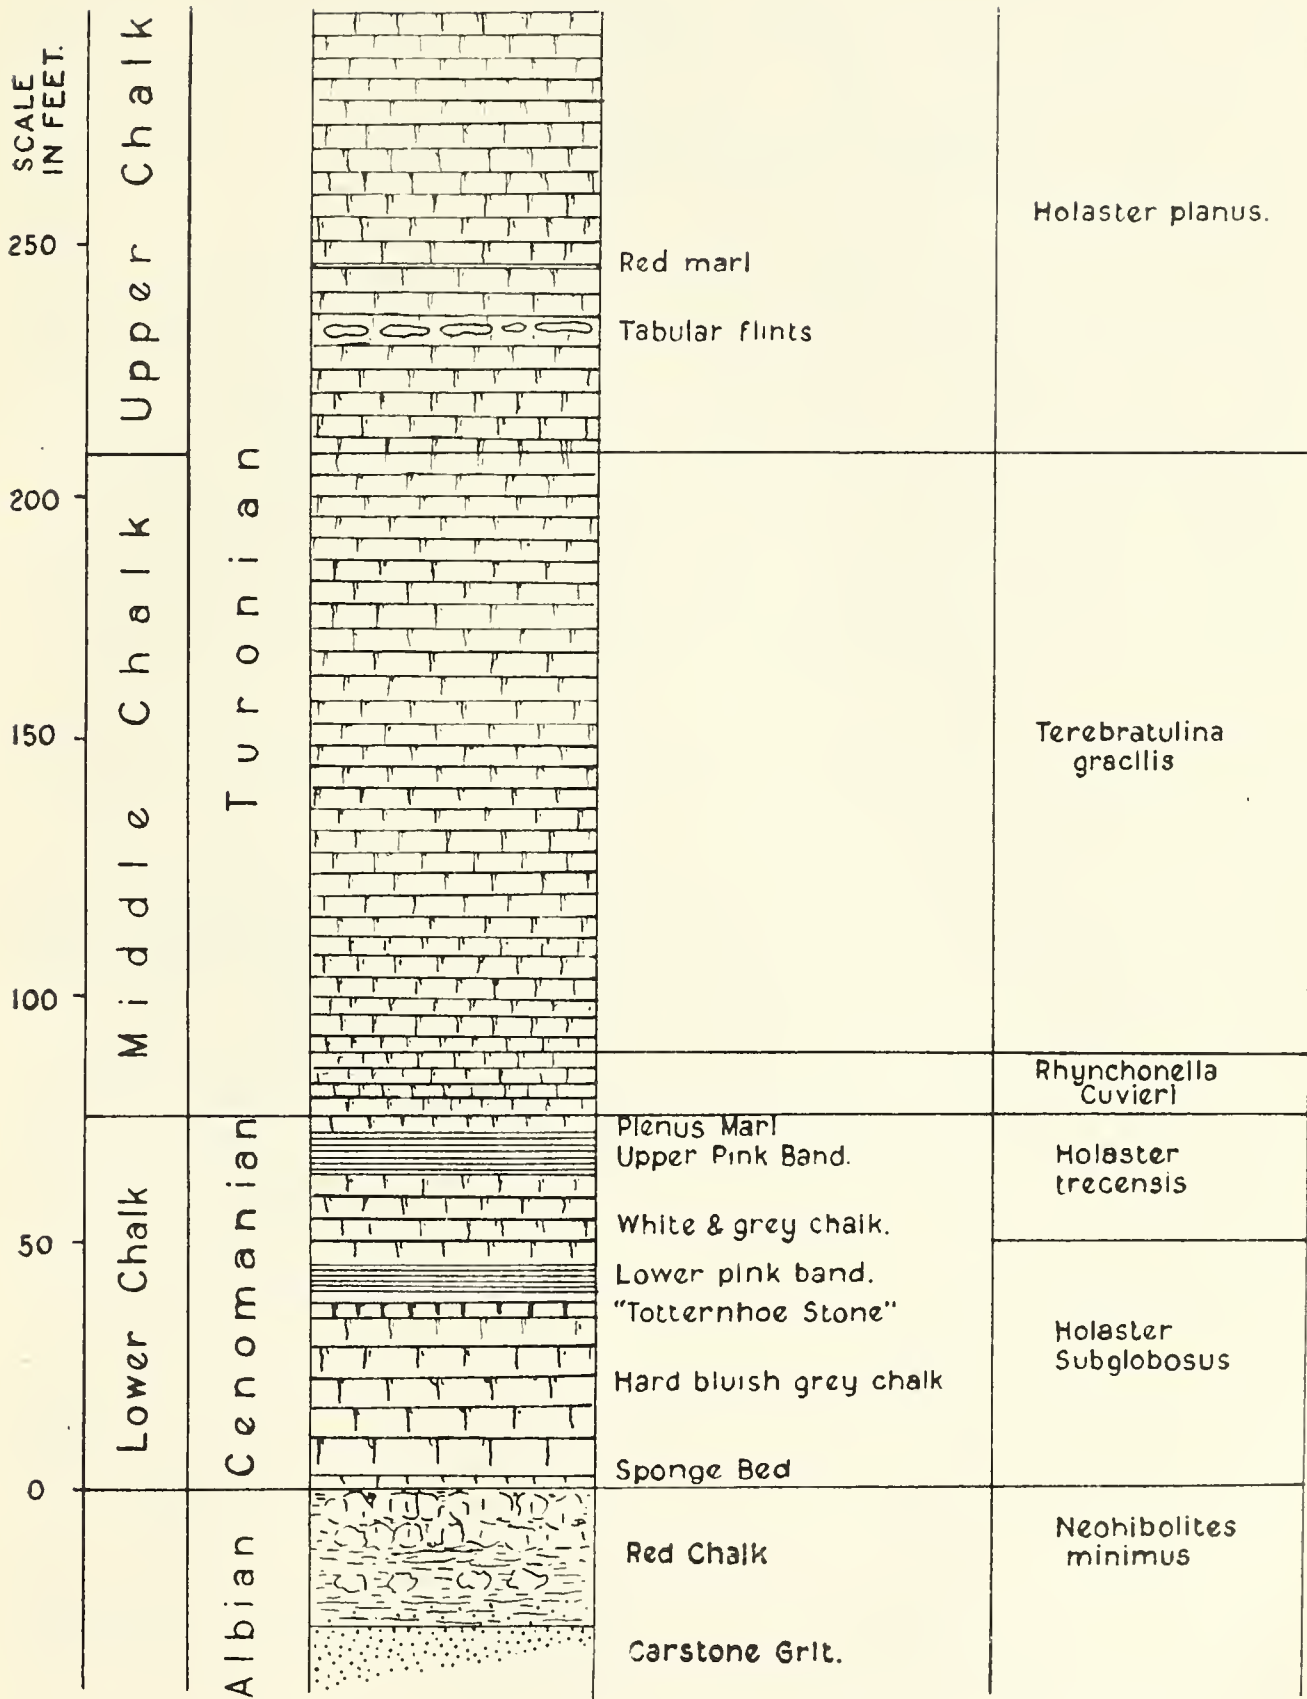 SCALE
IN FEET.
250
200
150
100
50
0
Upper Chalk
Middle Chalk
Lower Chalk
Turonian
Cenomanian
Albian
Red marl
Tabular flints
Plenus Marl
Upper Pink Band.
White & grey chalk.
Lower pink band.
"Totternhoe Stone"
Hard bluish grey chalk
Sponge Bed
Red Chalk
Carstone Grit.
Holaster planus.
Terebratulina
gracilis
Rhynchonella
Cuvieri
Holaster
trecensis
Holaster
Subglobosus
Neohibolites
minimus